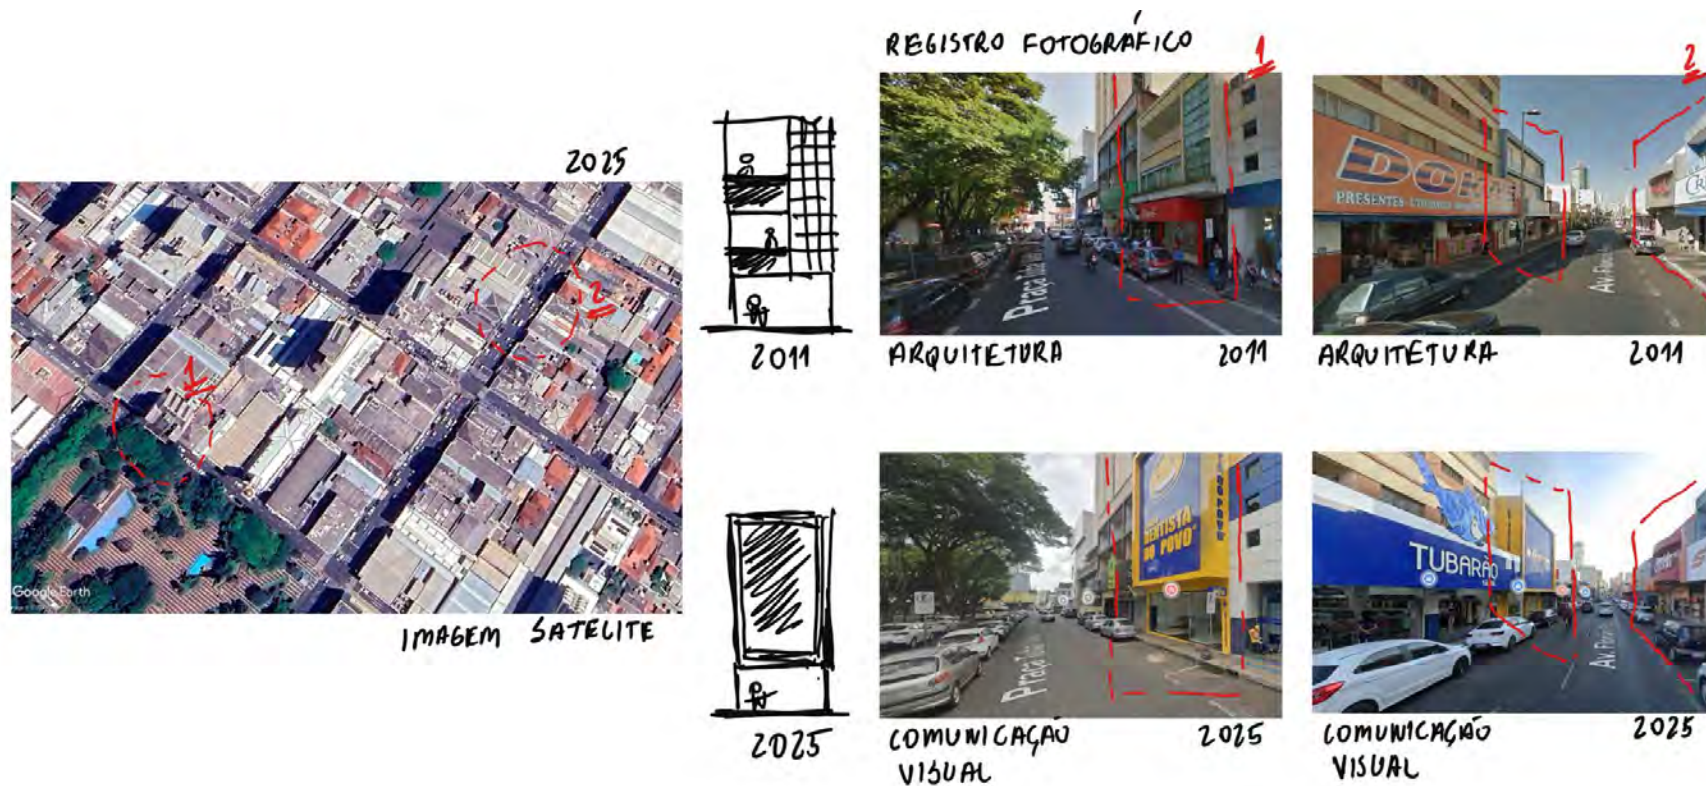 REGISTRO FOTOGRÁFICO
1
2
2025
1
2
Google Earth
IMAGEM SATELITE
2011
2025
Praça
ARQUITETURA 2011
PRESENTES
Av.
ARQUITETURA 2011
DENTISTA
DO POVO
Praça
COMUNICAÇÃO 2025
VISUAL
TUBARÃO
Av.
COMUNICAÇÃO 2025
VISUAL